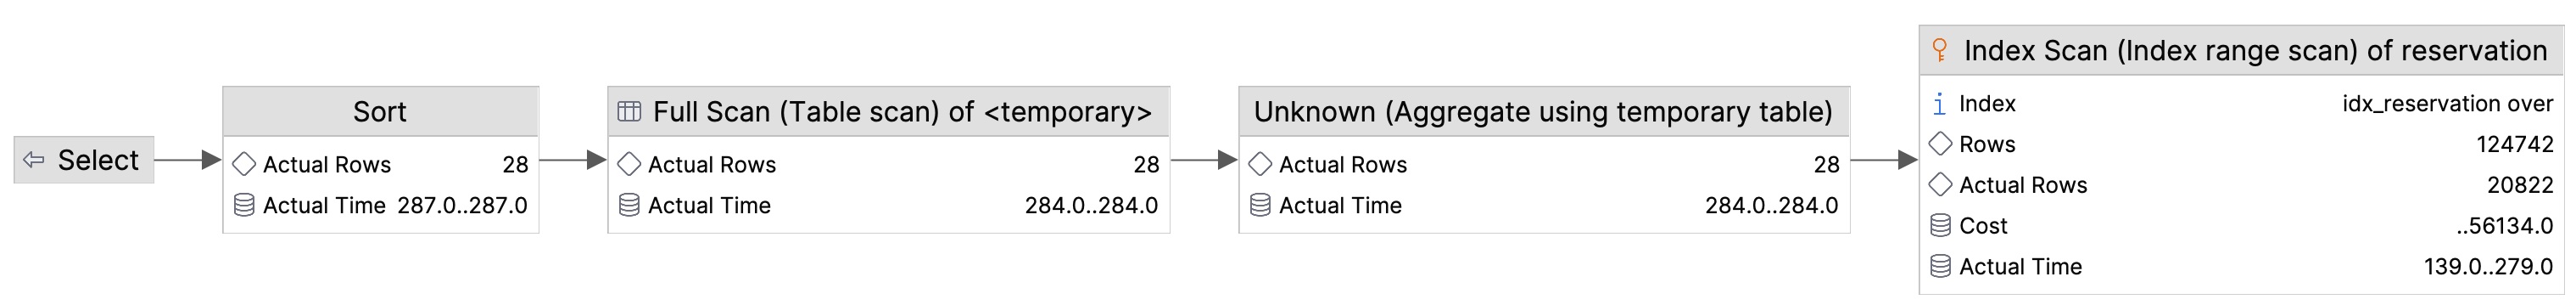 Select
Sort
Actual Rows 28
Actual Time 287.0..287.0
Full Scan (Table scan) of <temporary>
Actual Rows 28
Actual Time 284.0..284.0
Unknown (Aggregate using temporary table)
Actual Rows 28
Actual Time 284.0..284.0
Index Scan (Index range scan) of reservation
i Index idx_reservation over
Rows 124742
Actual Rows 20822
Cost ..56134.0
Actual Time 139.0..279.0